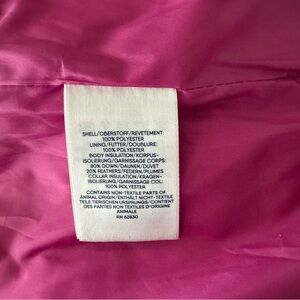 SHELL/OBERSTOFF/REVETEMENT:
100% POLYESTER
LINING/FUTTER/DOUBLURE:
100% POLYESTER
BODY INSULATION/KORPUS-
ISOLIERUNG/GARNISSAGE CORPS:
80% DOWN/DAUNEN/DUVET
20% FEATHERS/FEDERN/PLUMES
COLLAR INSULATION/KRAGEN-
ISOLIERUNG/GARNISSAGE COL:
100% POLYESTER
CONTAINS NON-TEXTILE PARTS OF
ANIMAL ORIGIN/ENTHÄLT NICHT-TEXTILE
TEILE TIERISCHEN URSPRUNGS/CONTIENT
DES PARTIES NON TEXTILES D'ORIGINE
ANIMALE
RN 62830